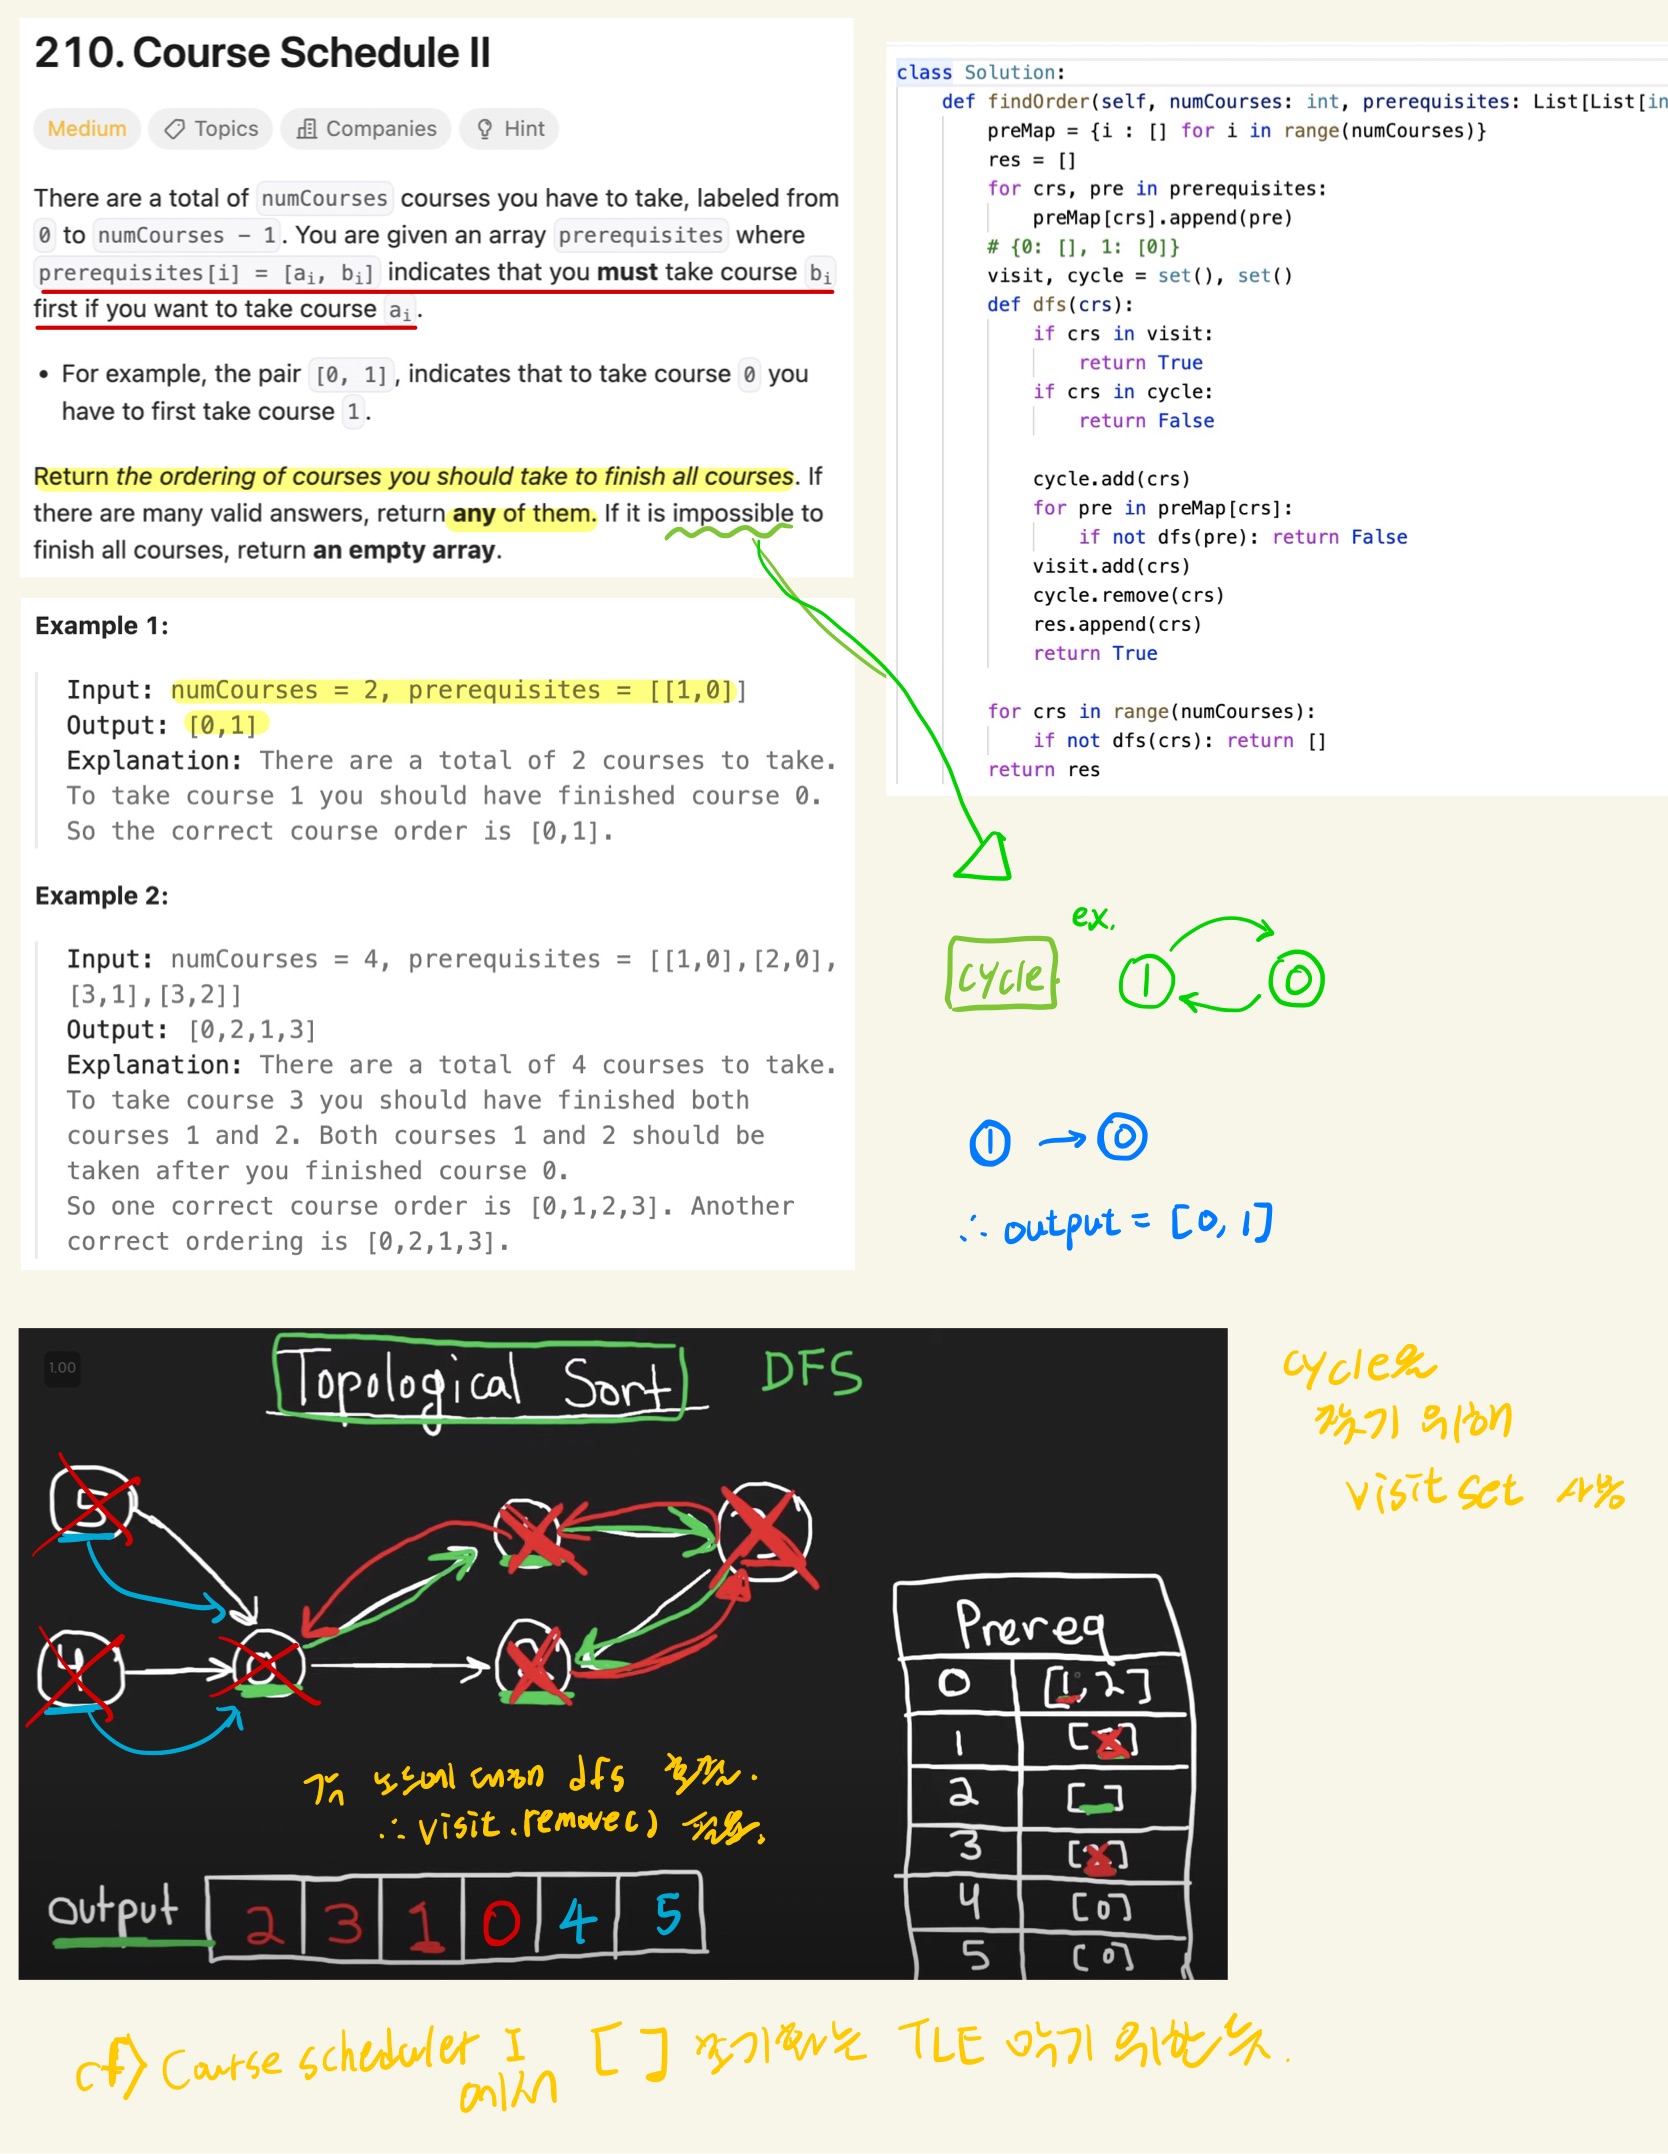 210. Course Schedule II
Medium Topics Companies Hint
There are a total of numCourses courses you have to take, labeled from
0 to numCourses - 1. You are given an array prerequisites where
prerequisites[i] = [ai, bi] indicates that you must take course bi
first if you want to take course ai.
• For example, the pair [0, 1], indicates that to take course 0 you
have to first take course 1.
Return the ordering of courses you should take to finish all courses. If
there are many valid answers, return any of them. If it is impossible to
finish all courses, return an empty array.
Example 1:
Input: numCourses = 2, prerequisites = [[1,0]]
Output: [0,1]
Explanation: There are a total of 2 courses to take.
To take course 1 you should have finished course 0.
So the correct course order is [0,1].
Example 2:
Input: numCourses = 4, prerequisites = [[1,0],[2,0],
[3,1],[3,2]]
Output: [0,2,1,3]
Explanation: There are a total of 4 courses to take.
To take course 3 you should have finished both
courses 1 and 2. Both courses 1 and 2 should be
taken after you finished course 0.
So one correct course order is [0,1,2,3]. Another
correct ordering is [0,2,1,3].
class Solution:
def findOrder(self, numCourses: int, prerequisites: List[List[in
preMap = {i : [] for i in range(numCourses)}
res = []
for crs, pre in prerequisites:
preMap[crs].append(pre)
# {0: [], 1: [0]}
visit, cycle = set(), set()
def dfs(crs):
if crs in visit:
return True
if crs in cycle:
return False
cycle.add(crs)
for pre in preMap[crs]:
if not dfs(pre): return False
visit.add(crs)
cycle.remove(crs)
res.append(crs)
return True
for crs in range(numCourses):
if not dfs(crs): return []
return res
cycle
ex.
1 0
1 → 0
∴ output = [0, 1]
1.00
Topological Sort DFS
5
4
0
Prereq
0 [1, 2]
1
2 [ ]
3
4 [0]
5 [0]
각 노드에 대한 dfs
∴ visit.remove()
output 2 3 1 0 4 5
cycle을
찾기 위해
visit set 사용
cf) Course scheduler I [ ] 초기화는 TLE 막기 위한 것.
에서